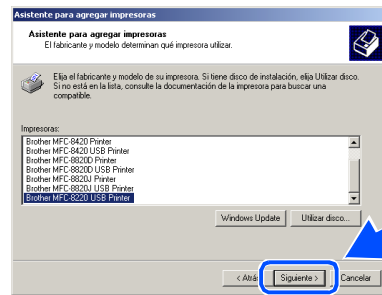 Asistente para agregar impresoras
Asistente para agregar impresoras
El fabricante y modelo determinan qué impresora utilizar.
Elija el fabricante y modelo de su impresora. Si tiene disco de instalación, elija Utilizar disco.
Si no está en la lista, consulte la documentación de la impresora para buscar una
compatible.
Impresoras:
Brother MFC-8420 Printer
Brother MFC-8420 USB Printer
Brother MFC-8820D Printer
Brother MFC-8820D USB Printer
Brother MFC-8820J Printer
Brother MFC-8820J USB Printer
Brother MFC-8220 USB Printer
Windows Update Utilizar disco...
< Atrá Siguiente > Cancelar